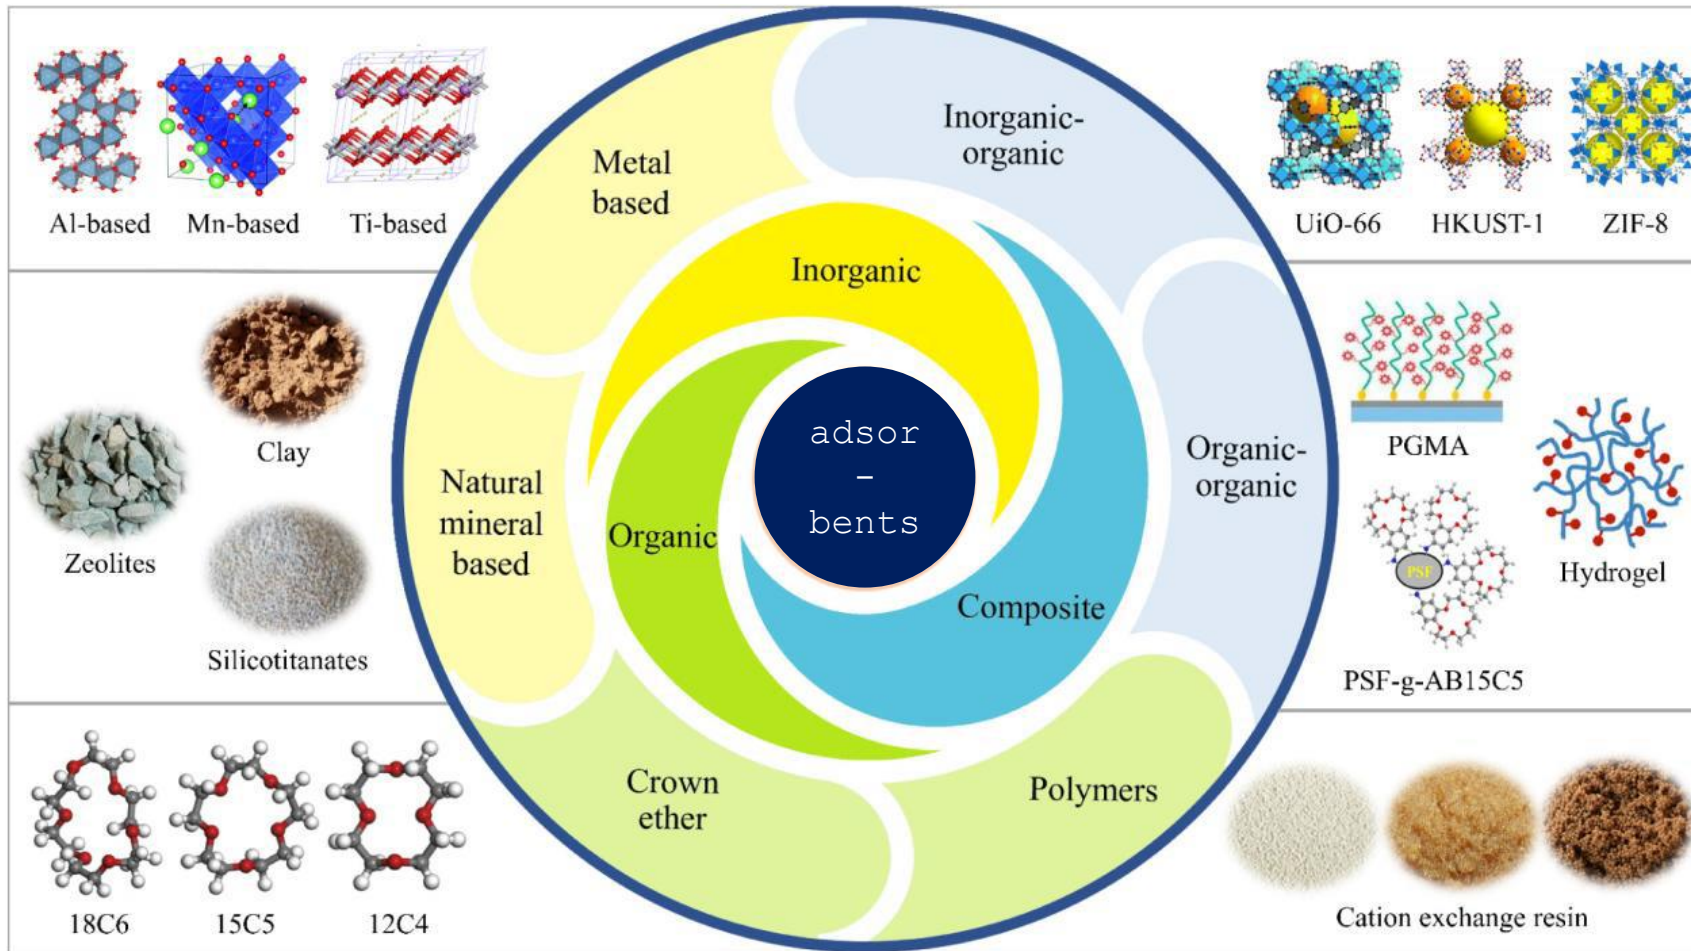 Al-based
Mn-based
Ti-based
Clay
Zeolites
Silicotitanates
18C6
15C5
12C4
Metal
based
Natural
mineral
based
Crown
ether
Inorganic-
organic
Organic-
organic
Polymers
Inorganic
Organic
Composite
adsor
-
bents
UiO-66
HKUST-1
ZIF-8
PGMA
Hydrogel
PSF
PSF-g-AB15C5
Cation exchange resin